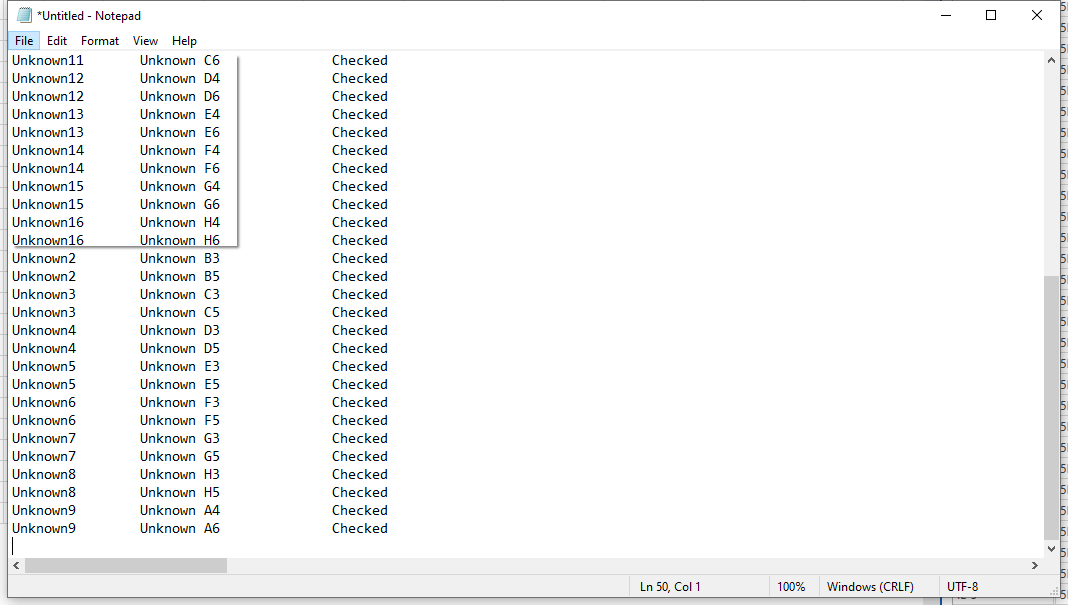 *Untitled - Notepad
File Edit Format View Help
Unknown11 Unknown C6 Checked
Unknown12 Unknown D4 Checked
Unknown12 Unknown D6 Checked
Unknown13 Unknown E4 Checked
Unknown13 Unknown E6 Checked
Unknown14 Unknown F4 Checked
Unknown14 Unknown F6 Checked
Unknown15 Unknown G4 Checked
Unknown15 Unknown G6 Checked
Unknown16 Unknown H4 Checked
Unknown16 Unknown H6 Checked
Unknown2 Unknown B3 Checked
Unknown2 Unknown B5 Checked
Unknown3 Unknown C3 Checked
Unknown3 Unknown C5 Checked
Unknown4 Unknown D3 Checked
Unknown4 Unknown D5 Checked
Unknown5 Unknown E3 Checked
Unknown5 Unknown E5 Checked
Unknown6 Unknown F3 Checked
Unknown6 Unknown F5 Checked
Unknown7 Unknown G3 Checked
Unknown7 Unknown G5 Checked
Unknown8 Unknown H3 Checked
Unknown8 Unknown H5 Checked
Unknown9 Unknown A4 Checked
Unknown9 Unknown A6 Checked
Ln 50, Col 1 100% Windows (CRLF) UTF-8